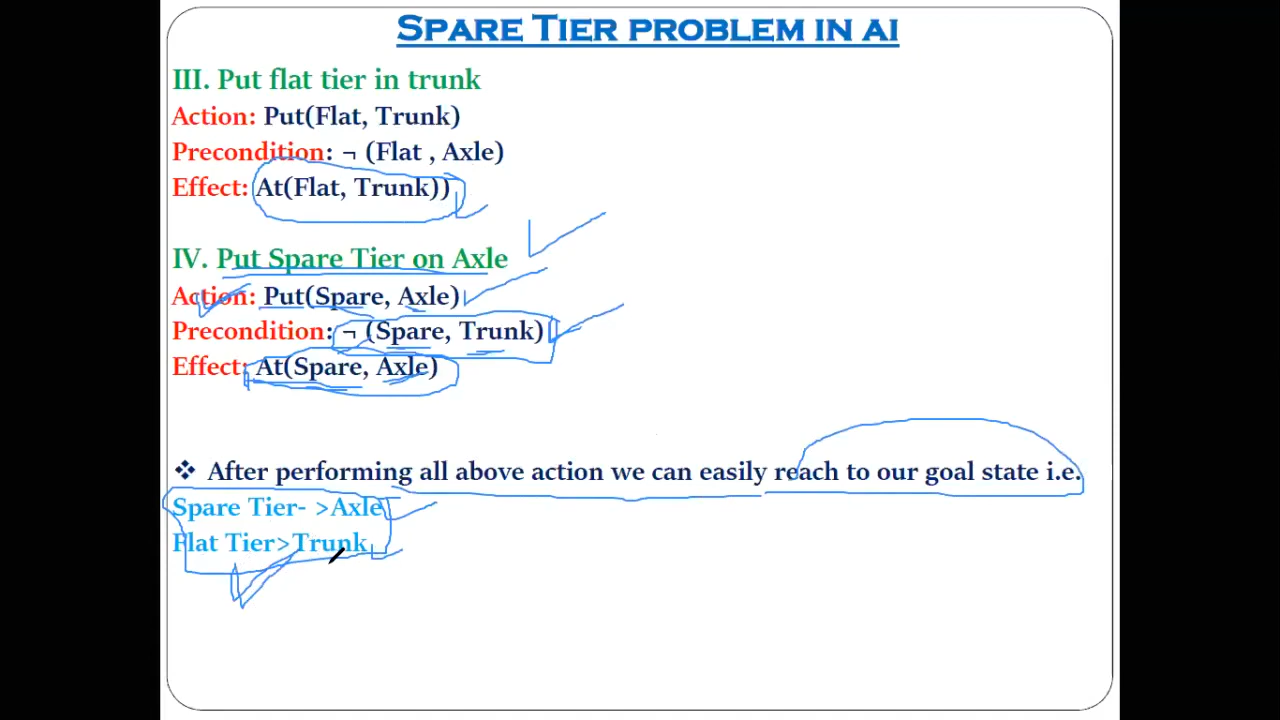 SPARE TIER PROBLEM IN AI
III. Put flat tier in trunk
Action: Put(Flat, Trunk)
Precondition: ¬ (Flat , Axle)
Effect: At(Flat, Trunk))
IV. Put Spare Tier on Axle
Action: Put(Spare, Axle)
Precondition: ¬ (Spare, Trunk)
Effect: At(Spare, Axle)
❖ After performing all above action we can easily reach to our goal state i.e.
Spare Tier- >Axle
Flat Tier>Trunk